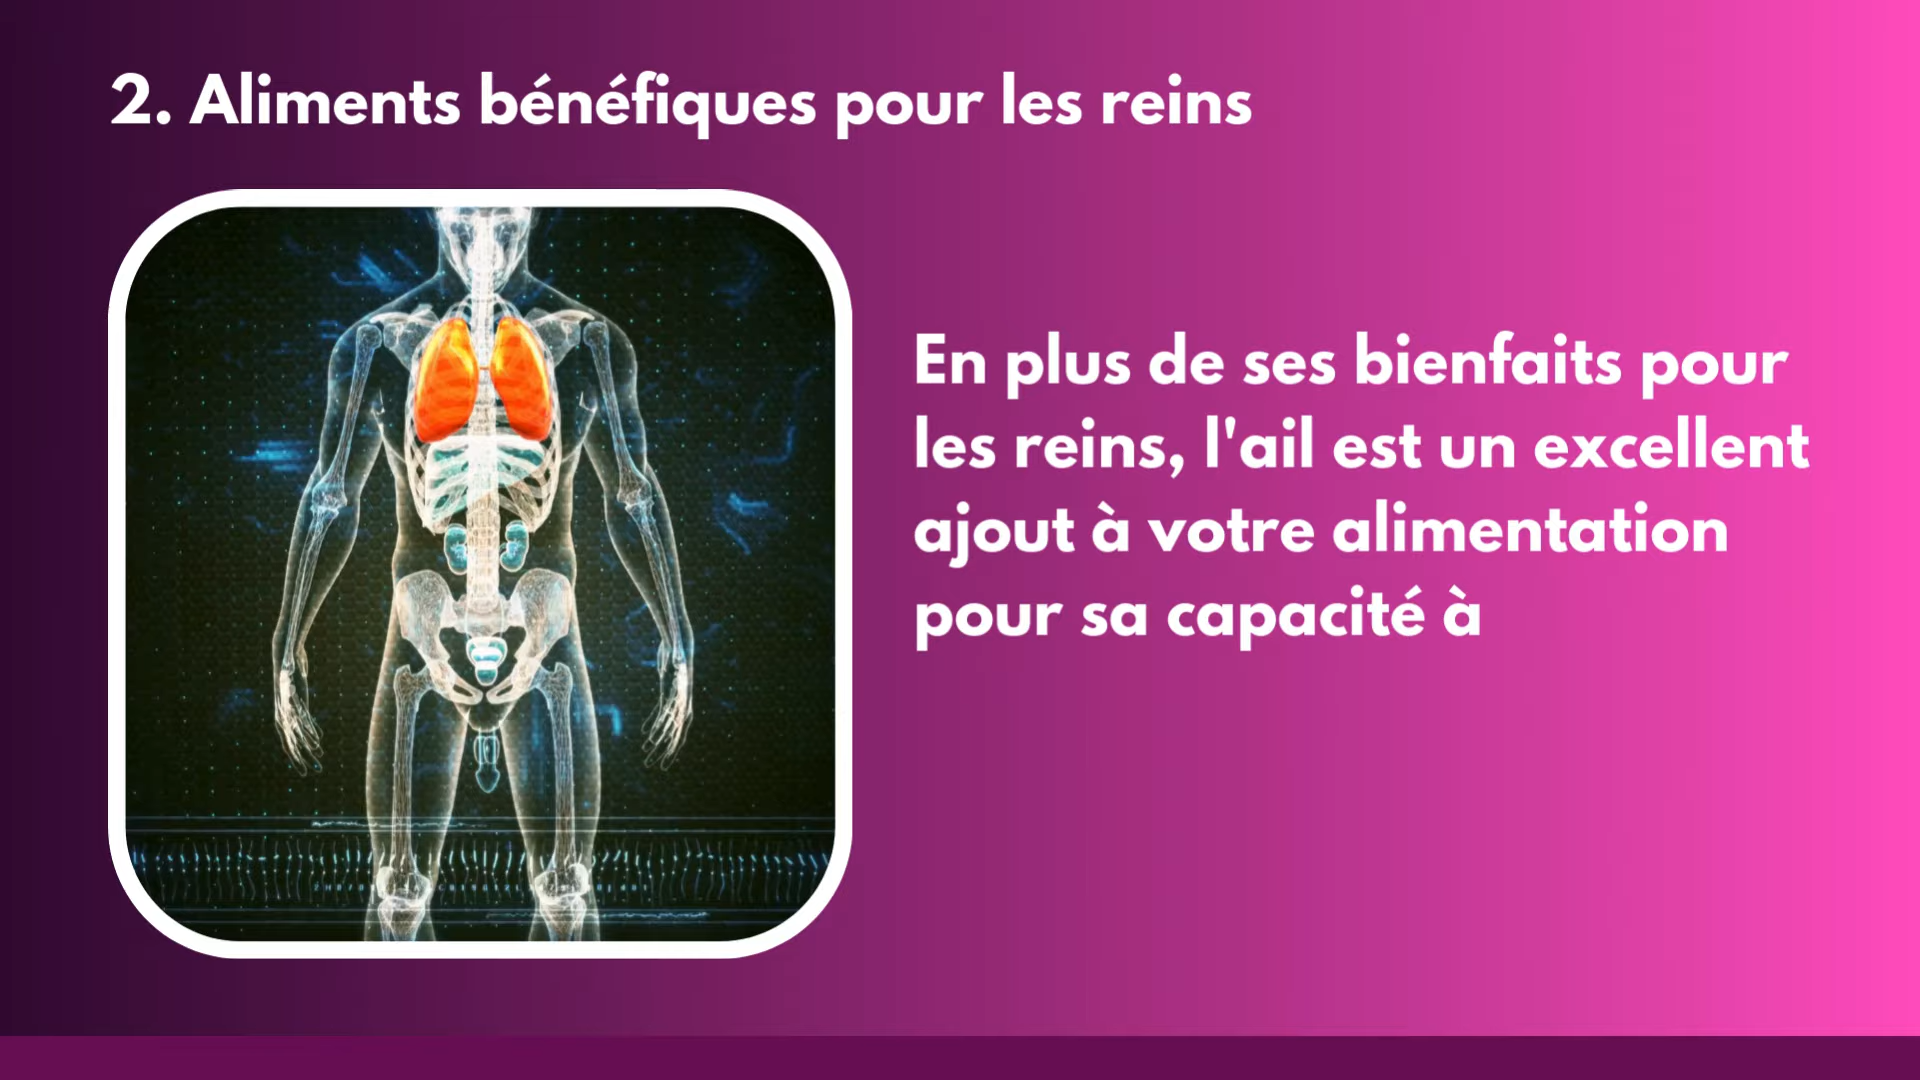 2. Aliments bénéfiques pour les reins
En plus de ses bienfaits pour
les reins, l'ail est un excellent
ajout à votre alimentation
pour sa capacité à